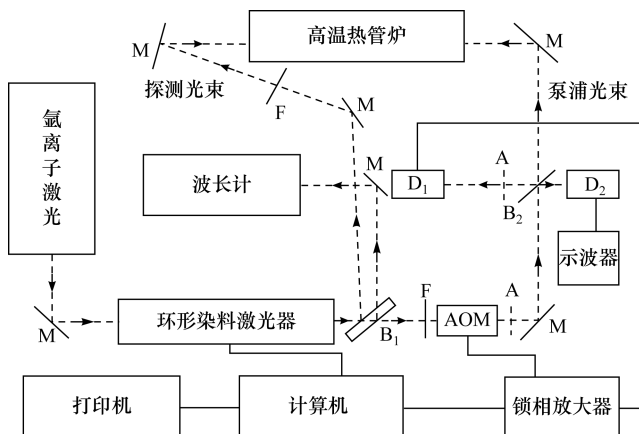 高温热管炉
M
M
探测光束
F
泵浦光束
M
氩离子激光
波长计
M
D₁
A
D₂
B₂
示波器
M
环形染料激光器
B₁
F
AOM
A
M
打印机
计算机
锁相放大器